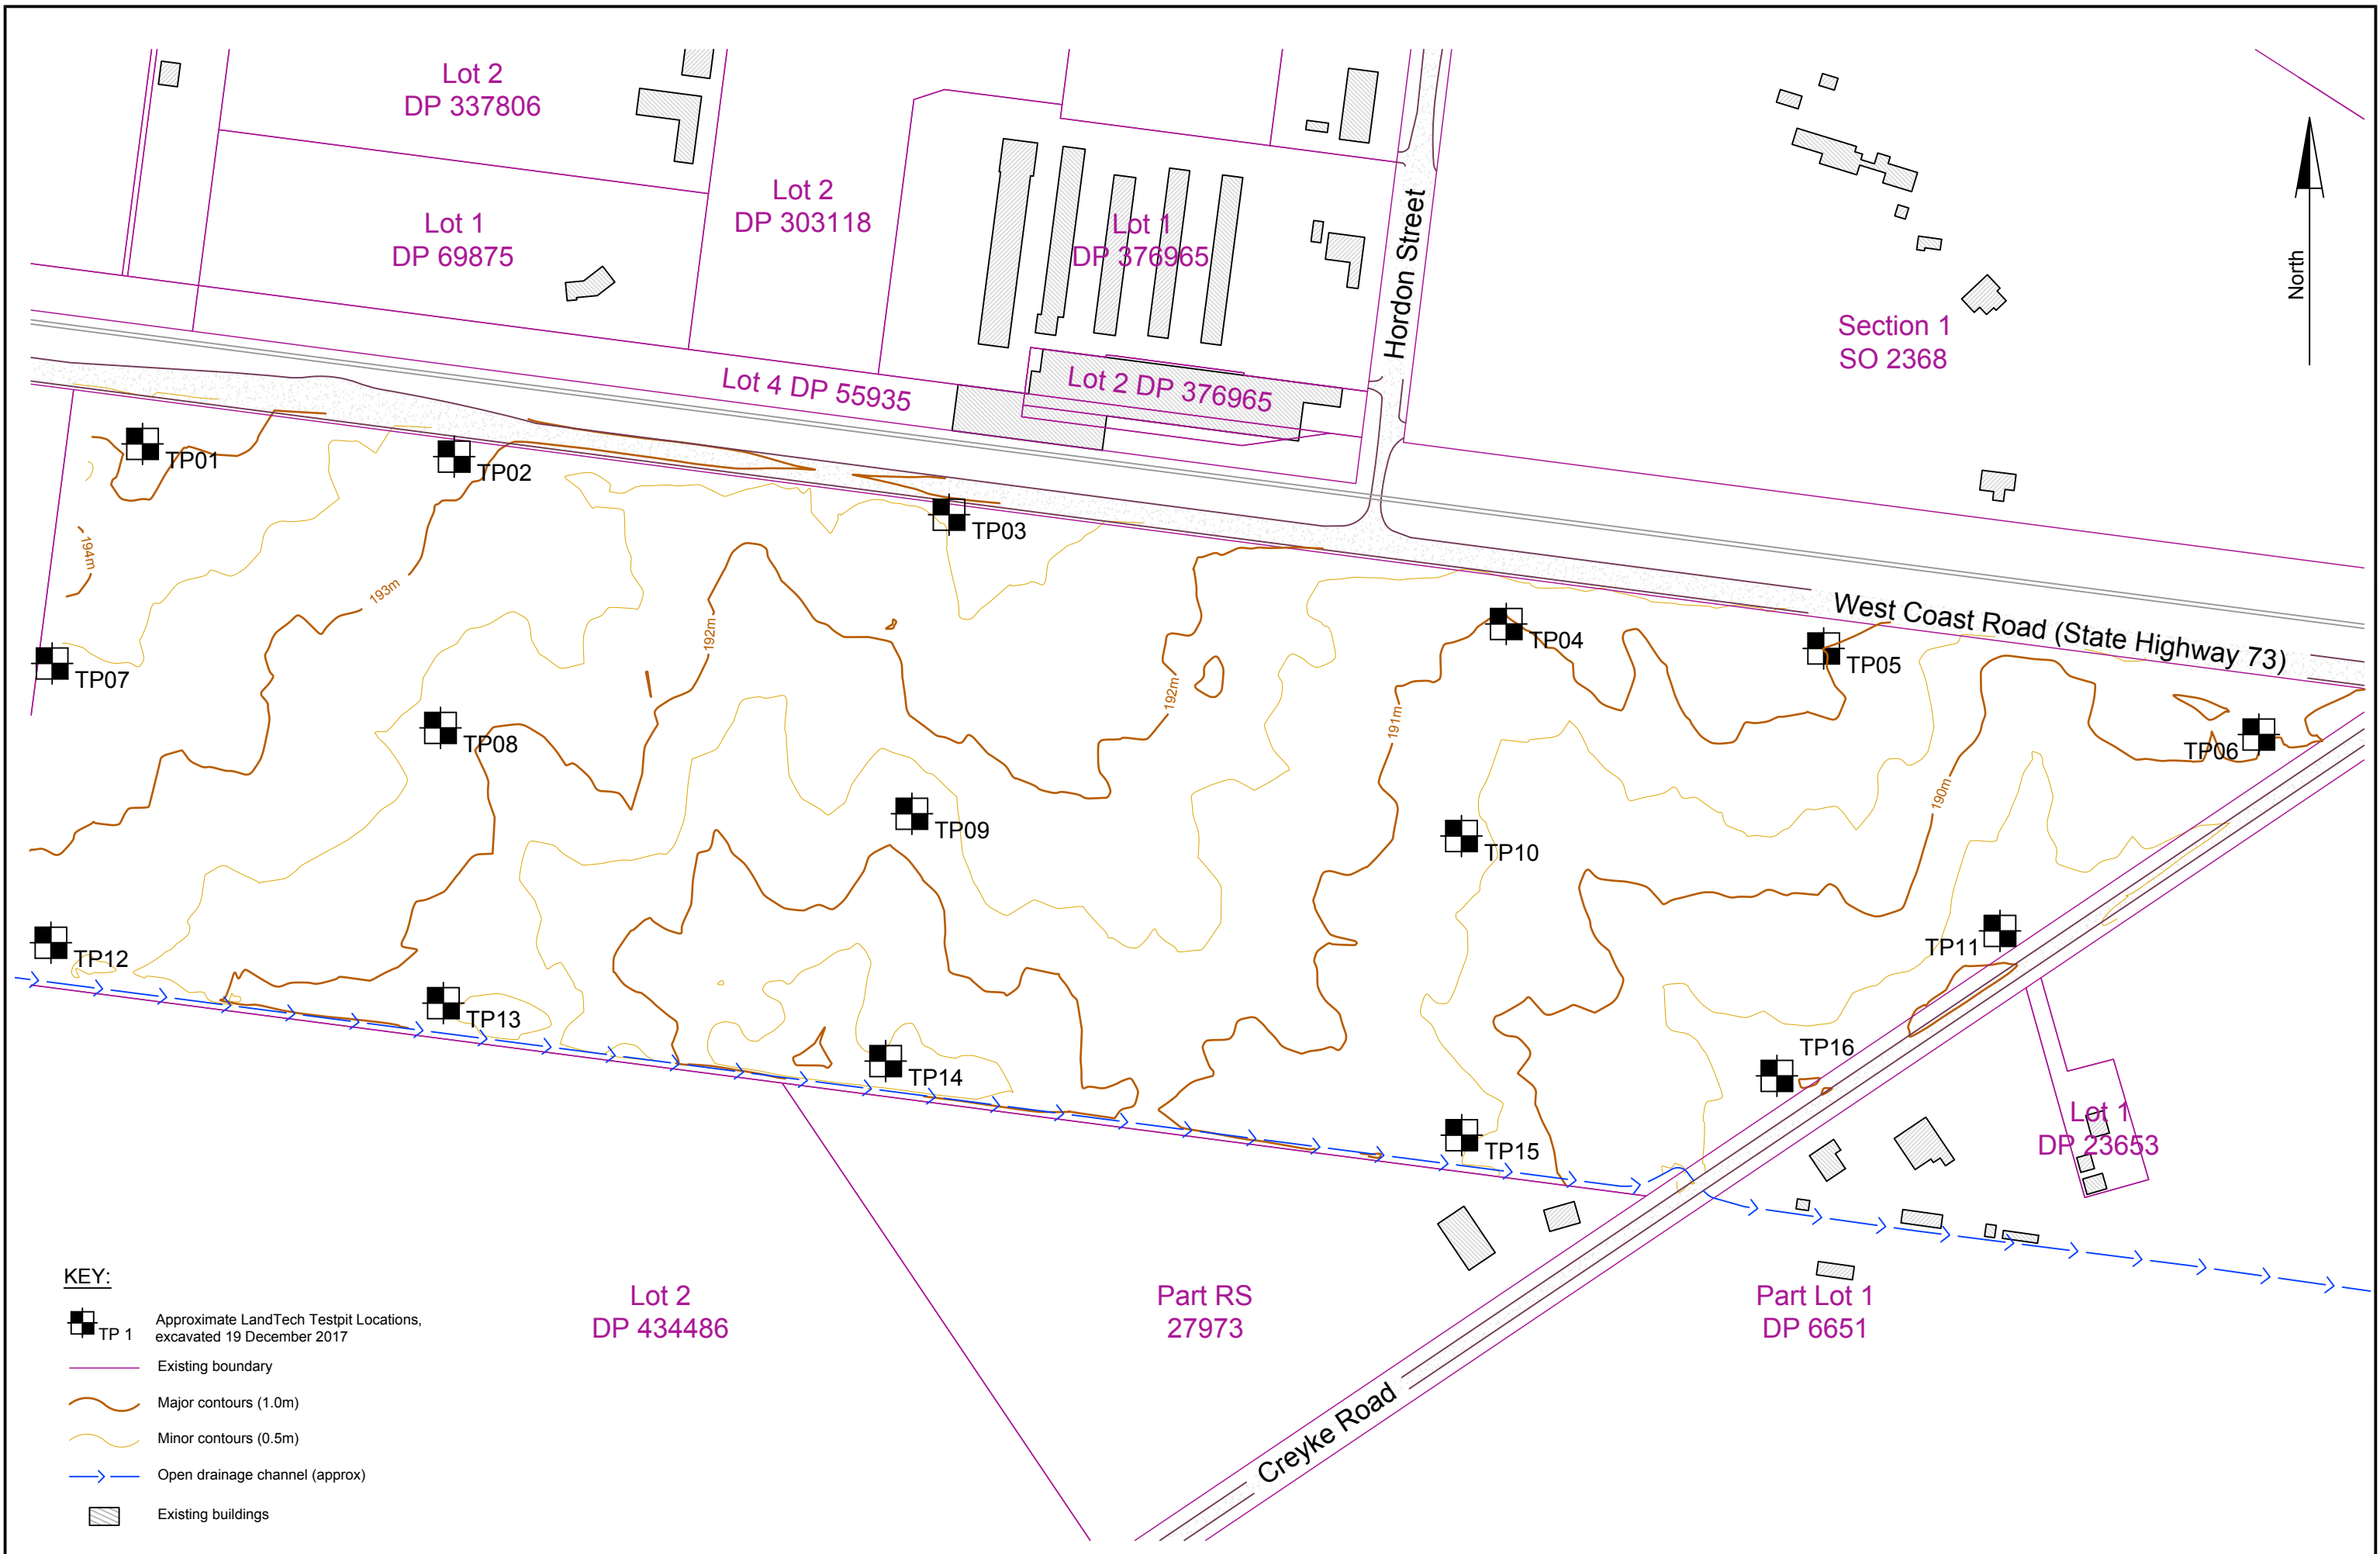 Lot 2
DP 337806
Lot 1
DP 69875
Lot 2
DP 303118
Lot 1
DP 376965
Hordon Street
Section 1
SO 2368
North
Lot 4 DP 55935
Lot 2 DP 376965
West Coast Road (State Highway 73)
TP01
TP02
TP03
TP04
TP05
TP06
194m
193m
192m
192m
191m
190m
TP07
TP08
TP09
TP10
TP11
TP12
TP13
TP14
TP15
TP16
Lot 1
DP 23653
Lot 2
DP 434486
Part RS
27973
Part Lot 1
DP 6651
Creyke Road
KEY:
TP 1
Approximate LandTech Testpit Locations,
excavated 19 December 2017
Existing boundary
Major contours (1.0m)
Minor contours (0.5m)
Open drainage channel (approx)
Existing buildings